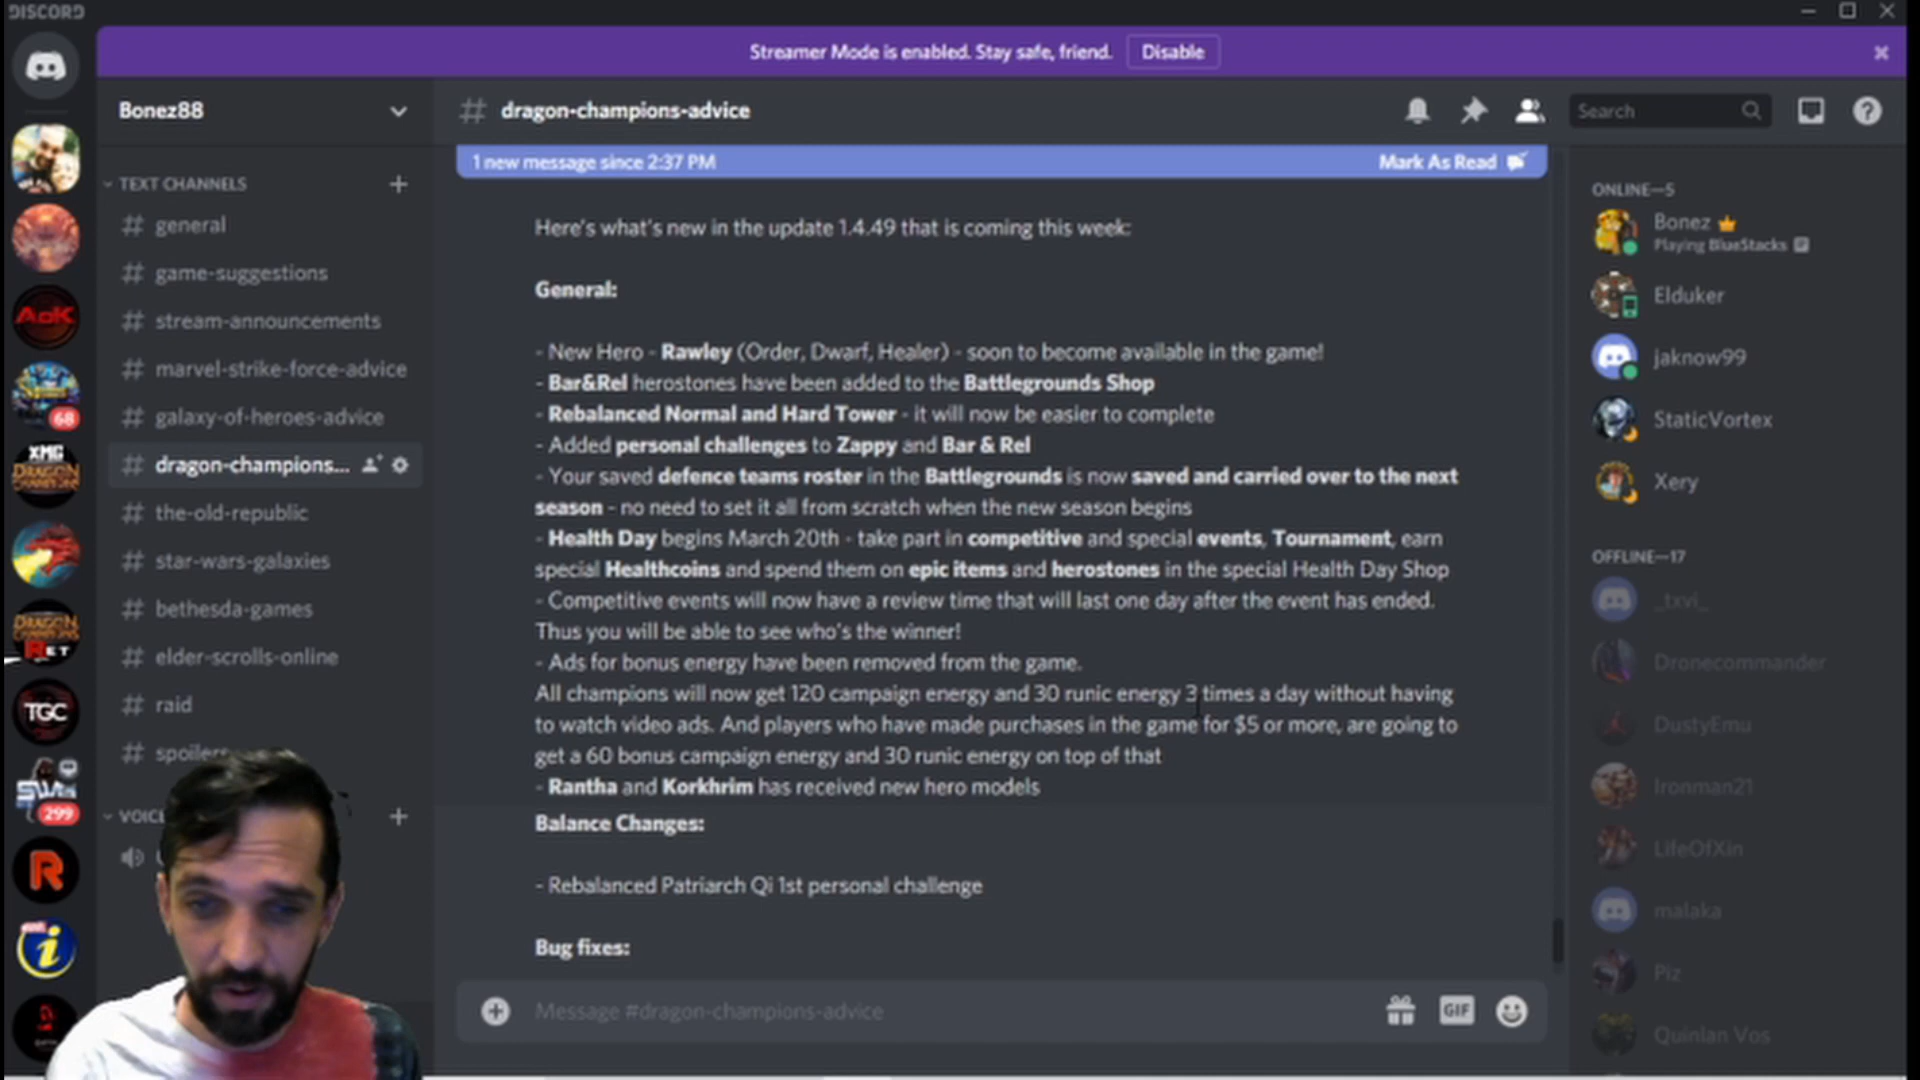 DISCORD
Streamer Mode is enabled. Stay safe, friend.
Disable
Bonez88
dragon-champions-advice
Search
1 new message since 2:37 PM
Mark As Read
TEXT CHANNELS
general
game-suggestions
stream-announcements
marvel-strike-force-advice
galaxy-of-heroes-advice
dragon-champions...
the-old-republic
star-wars-galaxies
bethesda-games
elder-scrolls-online
raid
spoilers
VOIC
AOK
68
XMG
DRAGON
CHAMPIONS
DRAGON
CHAMPIONS
RET
TGC
299
R
i
Here's what's new in the update 1.4.49 that is coming this week:
General:
- New Hero - Rawley (Order, Dwarf, Healer) - soon to become available in the game!
- Bar&Rel herostones have been added to the Battlegrounds Shop
- Rebalanced Normal and Hard Tower - it will now be easier to complete
- Added personal challenges to Zappy and Bar & Rel
- Your saved defence teams roster in the Battlegrounds is now saved and carried over to the next
season - no need to set it all from scratch when the new season begins
- Health Day begins March 20th - take part in competitive and special events, Tournament, earn
special Healthcoins and spend them on epic items and herostones in the special Health Day Shop
- Competitive events will now have a review time that will last one day after the event has ended.
Thus you will be able to see who's the winner!
- Ads for bonus energy have been removed from the game.
All champions will now get 120 campaign energy and 30 runic energy 3 times a day without having
to watch video ads. And players who have made purchases in the game for $5 or more, are going to
get a 60 bonus campaign energy and 30 runic energy on top of that
- Rantha and Korkhrim has received new hero models
Balance Changes:
- Rebalanced Patriarch Qi 1st personal challenge
Bug fixes:
Message #dragon-champions-advice
GIF
ONLINE—5
Bonez
Playing BlueStacks
Elduker
jaknow99
StaticVortex
Xery
OFFLINE—17
_txvi_
Dronecommander
DustyEmu
Ironman21
LifeOfXin
malaka
Piz
Quinlan Vos